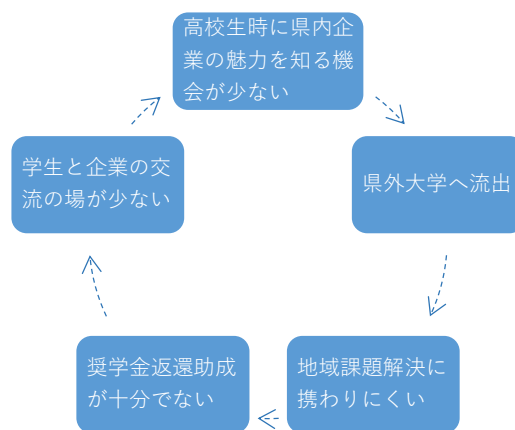 高校生時に県内企
業の魅力を知る機
会が少ない
県外大学へ流出
地域課題解決に
携わりにくい
奨学金返還助成
が十分でない
学生と企業の交
流の場が少ない